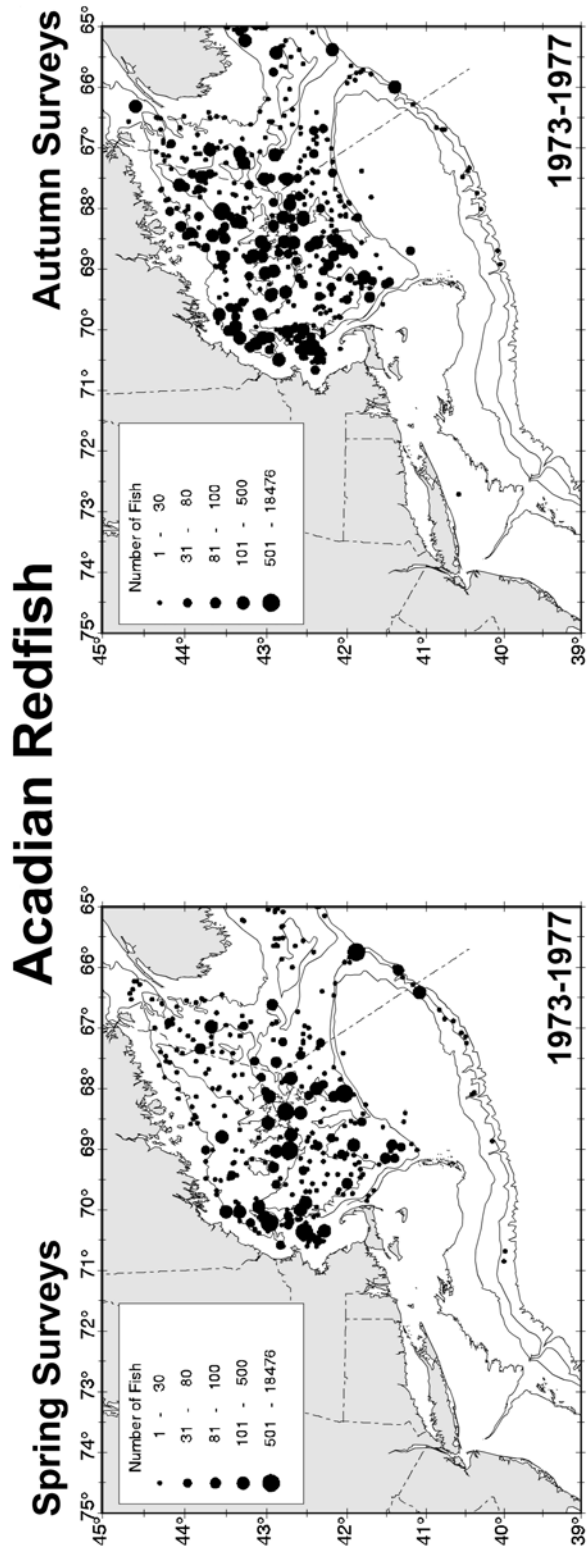 Acadian Redfish
Spring Surveys
75° 74° 73° 72° 71° 70° 69° 68° 67° 66° 65°
45°
44°
43°
42°
41°
40°
39°
Number of Fish
1 - 30
31 - 80
81 - 100
101 - 500
501 - 18476
1973-1977
Autumn Surveys
75° 74° 73° 72° 71° 70° 69° 68° 67° 66° 65°
45°
44°
43°
42°
41°
40°
39°
Number of Fish
1 - 30
31 - 80
81 - 100
101 - 500
501 - 18476
1973-1977